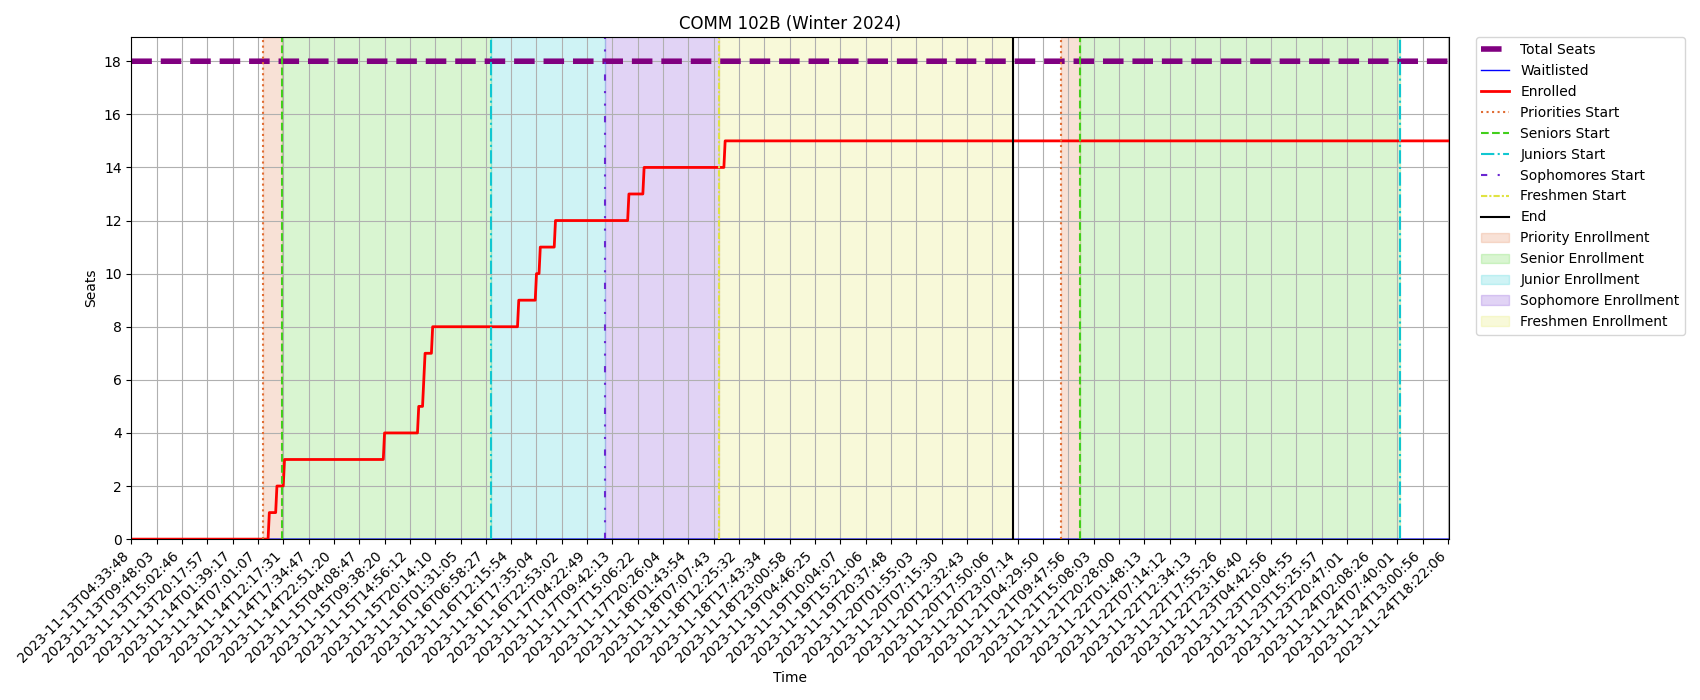 COMM 102B (Winter 2024)
Total Seats
Waitlisted
Enrolled
Priorities Start
Seniors Start
Juniors Start
Sophomores Start
Freshmen Start
End
Priority Enrollment
Senior Enrollment
Junior Enrollment
Sophomore Enrollment
Freshmen Enrollment
Seats
18
16
14
12
10
8
6
4
2
0
2023-11-13T04:33:48
2023-11-13T09:48:03
2023-11-13T15:02:46
2023-11-13T20:17:57
2023-11-14T01:39:17
2023-11-14T07:01:07
2023-11-14T12:17:31
2023-11-14T17:34:47
2023-11-14T22:51:20
2023-11-15T04:08:47
2023-11-15T09:38:20
2023-11-15T14:56:12
2023-11-15T20:14:10
2023-11-16T01:31:05
2023-11-16T06:58:27
2023-11-16T12:15:54
2023-11-16T17:35:04
2023-11-16T22:53:02
2023-11-17T04:22:49
2023-11-17T09:42:13
2023-11-17T15:06:22
2023-11-17T20:26:04
2023-11-18T01:43:54
2023-11-18T07:07:43
2023-11-18T12:25:32
2023-11-18T17:43:34
2023-11-18T23:00:58
2023-11-19T04:46:25
2023-11-19T10:04:07
2023-11-19T15:21:06
2023-11-19T20:37:48
2023-11-20T01:55:03
2023-11-20T07:15:30
2023-11-20T12:32:43
2023-11-20T17:50:06
2023-11-20T23:07:14
2023-11-21T04:29:50
2023-11-21T09:47:56
2023-11-21T15:08:03
2023-11-21T20:28:00
2023-11-22T01:48:13
2023-11-22T07:14:12
2023-11-22T12:34:13
2023-11-22T17:55:26
2023-11-22T23:16:40
2023-11-23T04:42:56
2023-11-23T10:04:55
2023-11-23T15:25:57
2023-11-23T20:47:01
2023-11-24T02:08:26
2023-11-24T07:40:01
2023-11-24T13:00:56
2023-11-24T18:22:06
Time